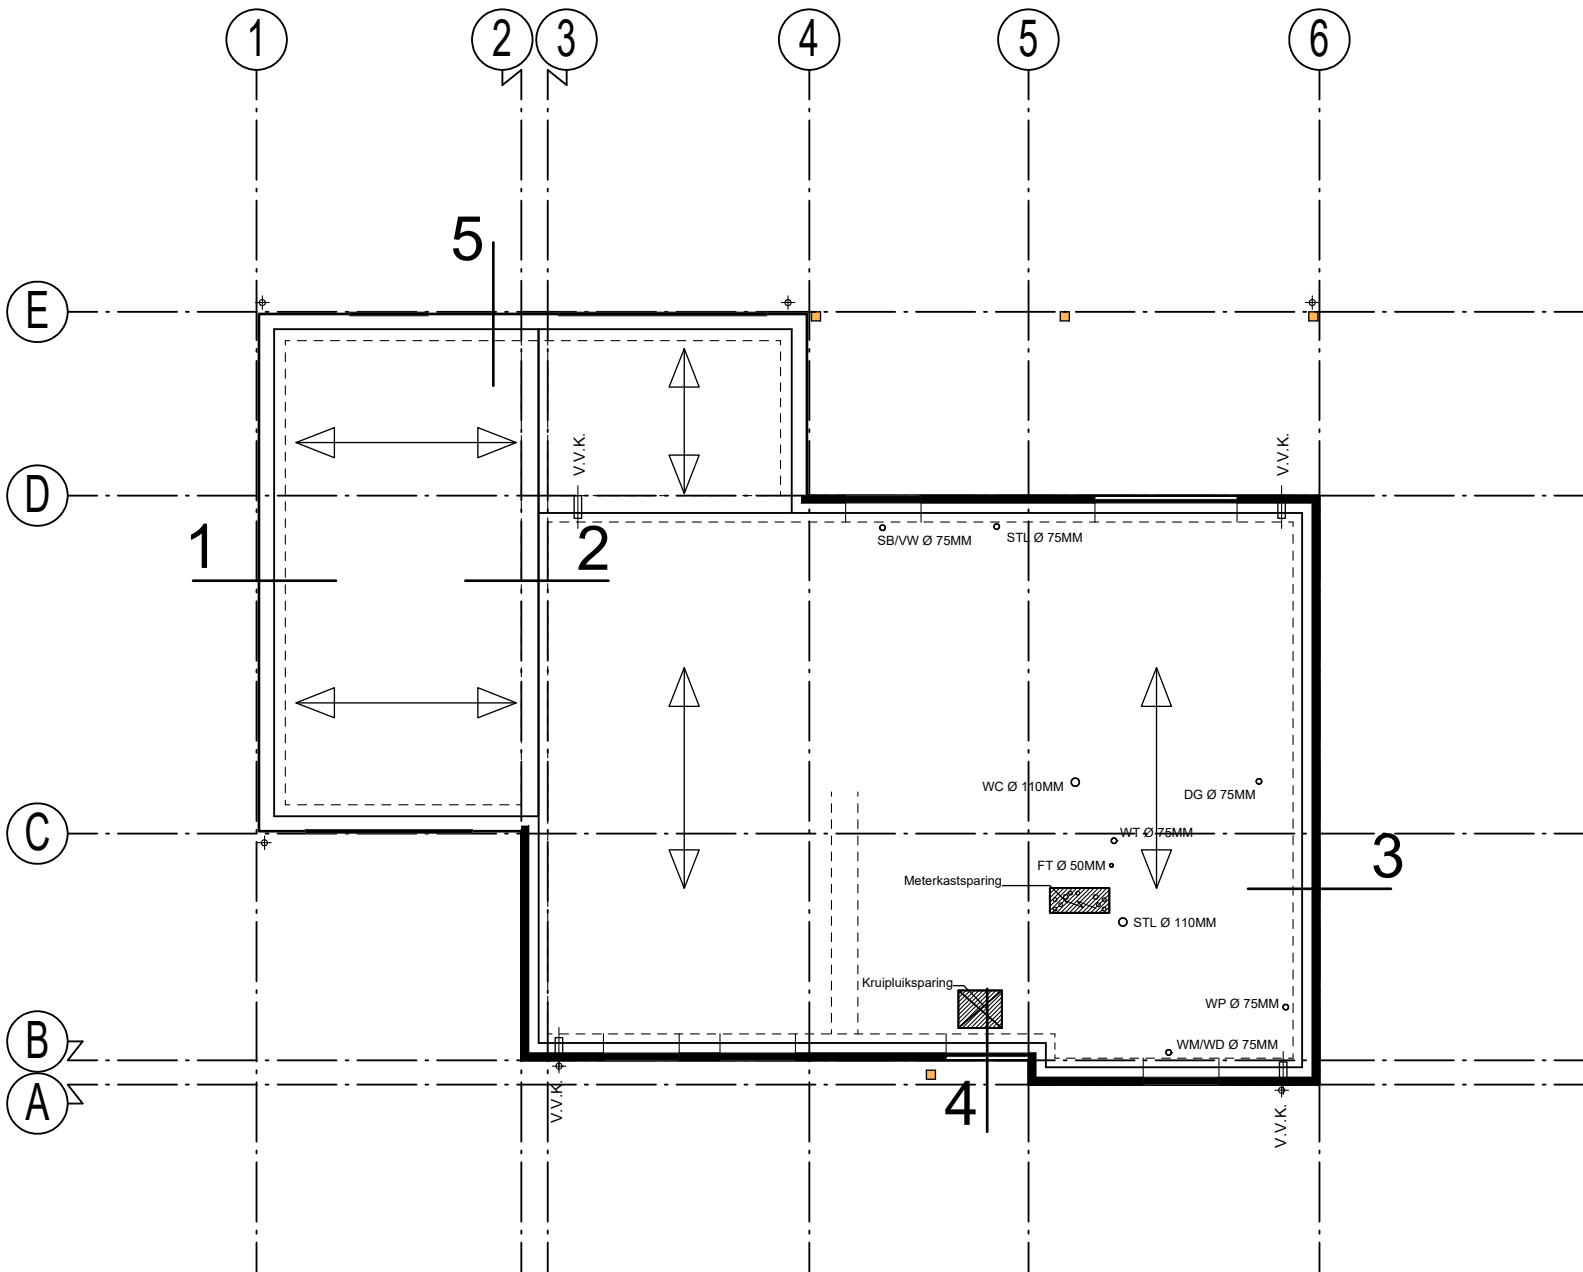 1
2
3
4
5
6
5
E
D
V.V.K.
V.V.K.
1
2
SB/VW Ø 75MM
STL Ø 75MM
WC Ø 110MM
DG Ø 75MM
C
WT Ø 75MM
3
FT Ø 50MM
Meterkastsparing
STL Ø 110MM
Kruipluiksparing
WP Ø 75MM
B
WM/WD Ø 75MM
A
V.V.K.
4
V.V.K.